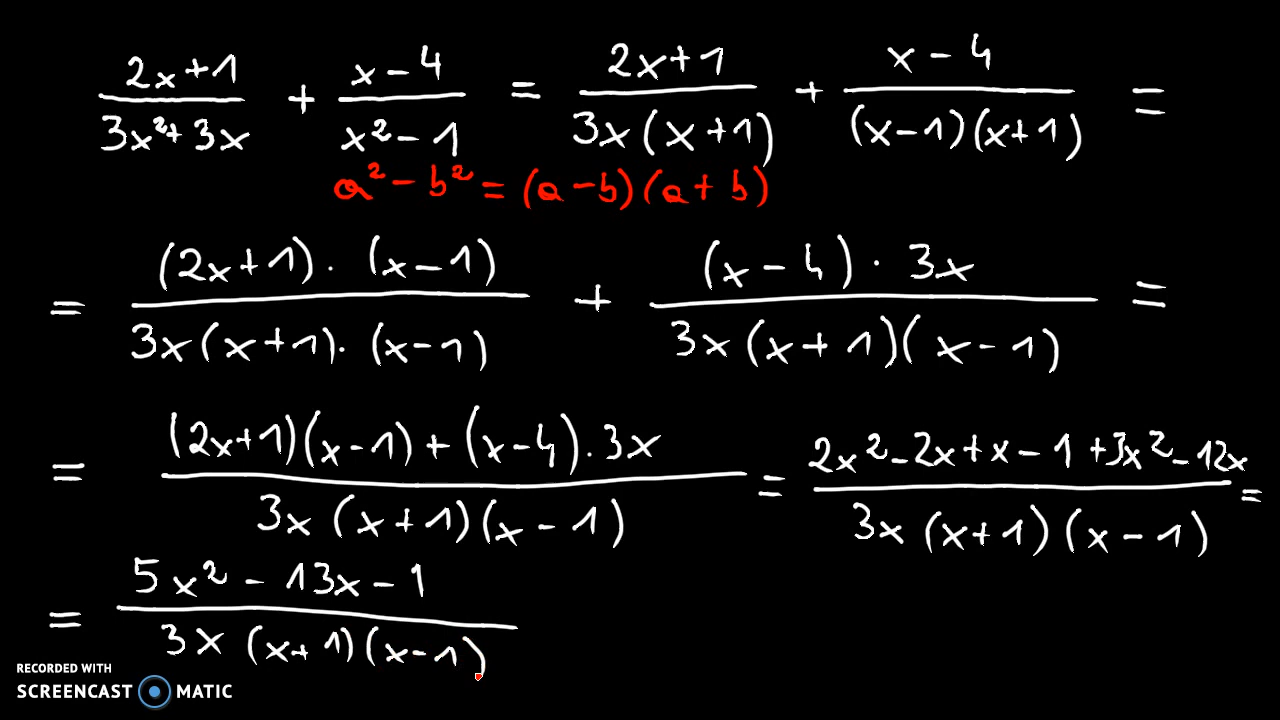 (2x+1)/(3x²+3x) + (x-4)/(x²-1) = (2x+1)/(3x(x+1)) + (x-4)/((x-1)(x+1)) =
a²-b²=(a-b)(a+b)
= ((2x+1)·(x-1))/(3x(x+1)·(x-1)) + ((x-4)·3x)/(3x(x+1)(x-1)) =
= ((2x+1)(x-1)+(x-4)·3x)/(3x(x+1)(x-1)) = (2x²-2x+x-1+3x²-12x)/(3x(x+1)(x-1)) =
= (5x²-13x-1)/(3x(x+1)(x-1))
RECORDED WITH
SCREENCAST MATIC